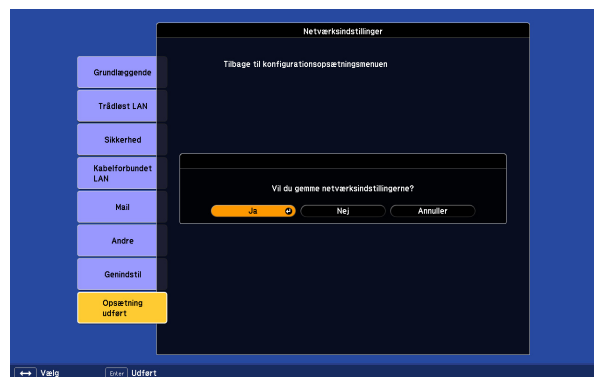 Netværksindstillinger
Tilbage til konfigurationsopsætningsmenuen
Grundlæggende
Trådløst LAN
Sikkerhed
Kabelforbundet
LAN
Mail
Andre
Genindstil
Opsætning
udført
Vil du gemme netværksindstillingerne?
Ja Nej Annuller
Vælg Enter Udført